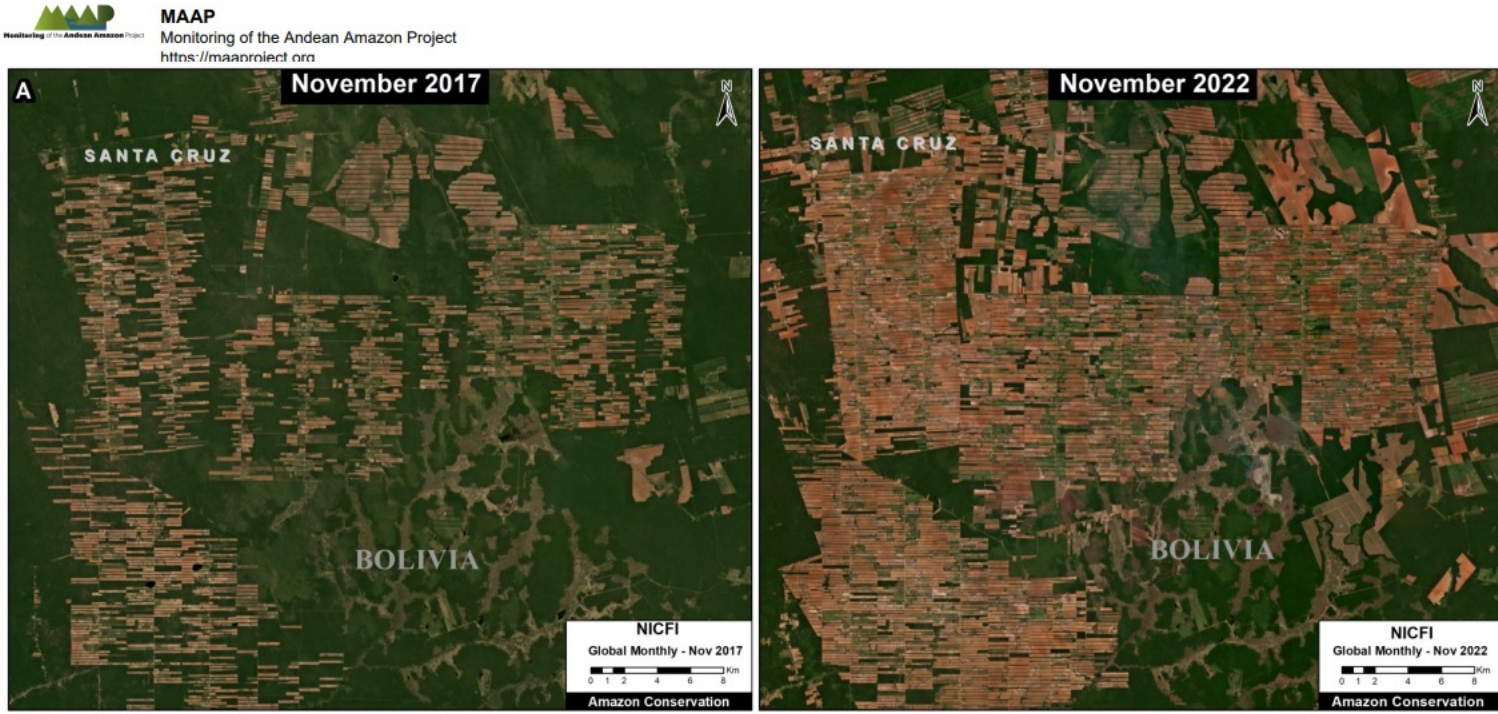 MAAP
Monitoring of the Andean Amazon Project
MAAP
Monitoring of the Andean Amazon Project
https://maaproject.org
A
November 2017
N
SANTA CRUZ
BOLIVIA
NICFI
Global Monthly - Nov 2017
Km
0 1 2 4 6 8
Amazon Conservation
November 2022
N
SANTA CRUZ
BOLIVIA
NICFI
Global Monthly - Nov 2022
Km
0 1 2 4 6 8
Amazon Conservation